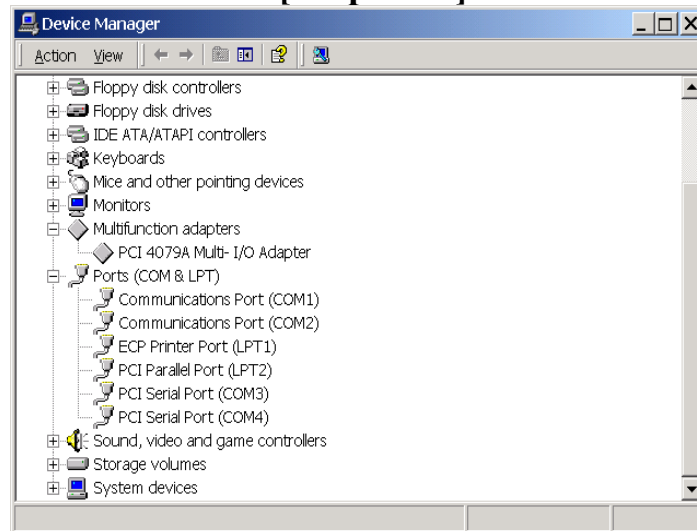 Device Manager
Action View
Floppy disk controllers
Floppy disk drives
IDE ATA/ATAPI controllers
Keyboards
Mice and other pointing devices
Monitors
Multifunction adapters
PCI 4079A Multi- I/O Adapter
Ports (COM & LPT)
Communications Port (COM1)
Communications Port (COM2)
ECP Printer Port (LPT1)
PCI Parallel Port (LPT2)
PCI Serial Port (COM3)
PCI Serial Port (COM4)
Sound, video and game controllers
Storage volumes
System devices